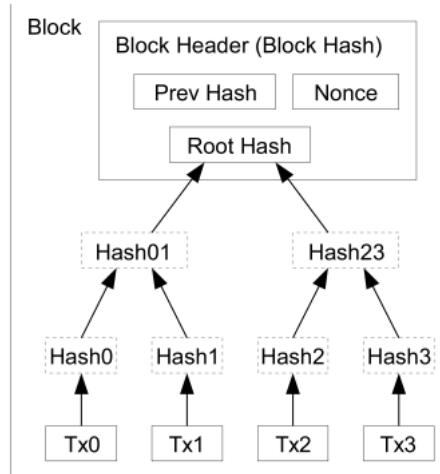 Block
Block Header (Block Hash)
Prev Hash
Nonce
Root Hash
Hash01
Hash23
Hash0
Hash1
Hash2
Hash3
Tx0
Tx1
Tx2
Tx3